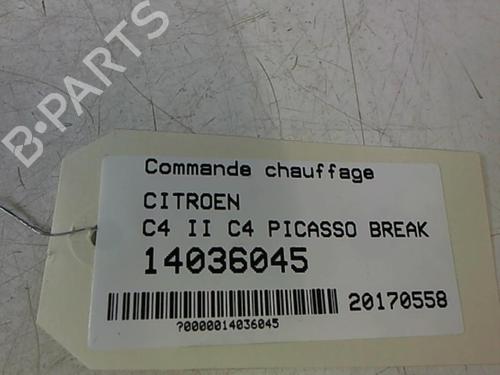 B-PARTS
Commande chauffage
CITROEN
C4 II C4 PICASSO BREAK
14036045
20170558
?0000014036045